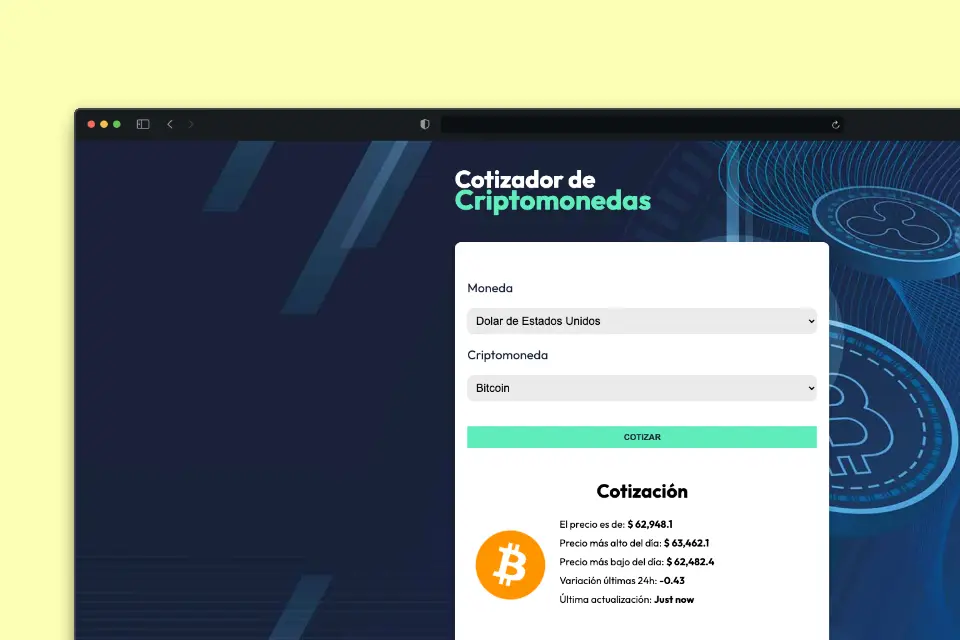 Cotizador de
Criptomonedas
Moneda
Dolar de Estados Unidos
Criptomoneda
Bitcoin
COTIZAR
Cotización
El precio es de: $ 62,948.1
Precio más alto del día: $ 63,462.1
Precio más bajo del día: $ 62,482.4
Variación últimas 24h: -0.43
Última actualización: Just now